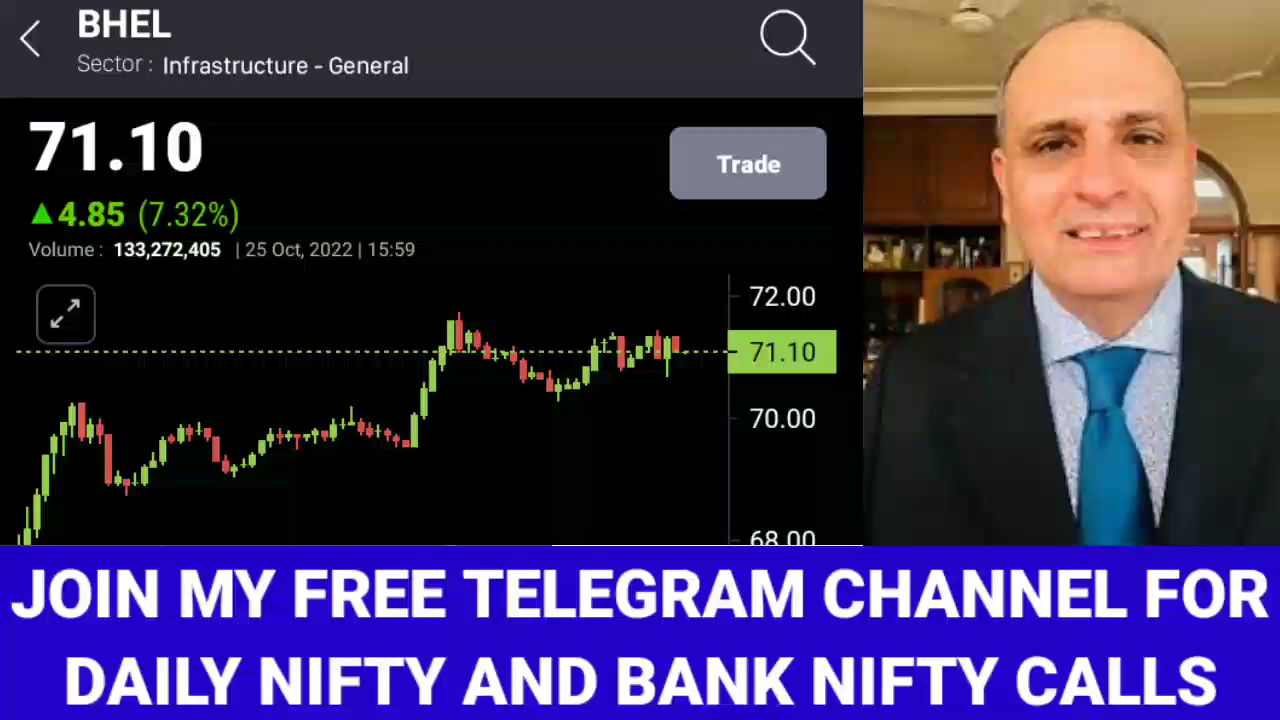 BHEL
Sector : Infrastructure - General
71.10
Trade
▲4.85 (7.32%)
Volume : 133,272,405 | 25 Oct, 2022 | 15:59
72.00
71.10
70.00
68.00
JOIN MY FREE TELEGRAM CHANNEL FOR
DAILY NIFTY AND BANK NIFTY CALLS